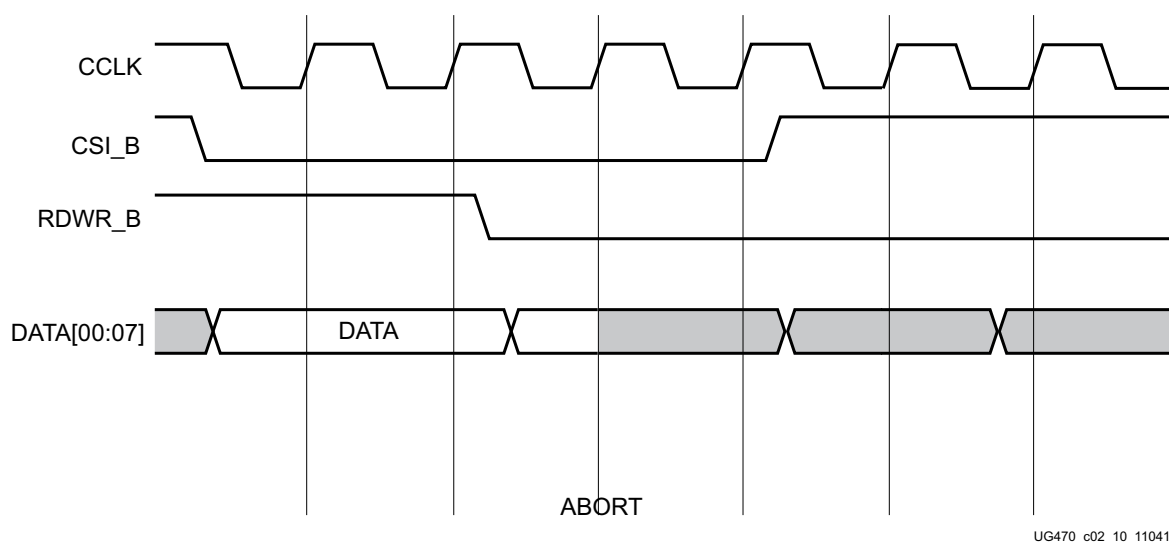 CCLK
CSI_B
RDWR_B
DATA[00:07]
DATA
ABORT
UG470_c02_10_11041